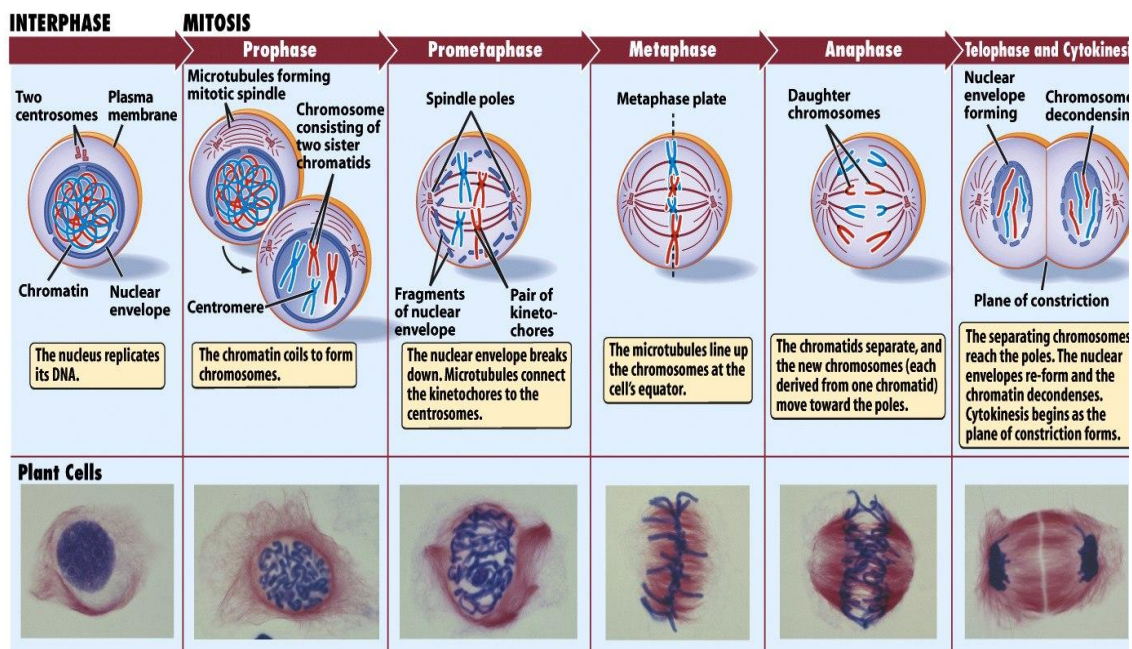 INTERPHASE
MITOSIS
Prophase
Prometaphase
Metaphase
Anaphase
Telophase and Cytokinesi
Two
centrosomes
Plasma
membrane
Chromatin
Nuclear
envelope
The nucleus replicates
its DNA.
Microtubules forming
mitotic spindle
Chromosome
consisting of
two sister
chromatids
Centromere
The chromatin coils to form
chromosomes.
Spindle poles
Fragments
of nuclear
envelope
Pair of
kineto-
chores
The nuclear envelope breaks
down. Microtubules connect
the kinetochores to the
centrosomes.
Metaphase plate
The microtubules line up
the chromosomes at the
cell's equator.
Daughter
chromosomes
The chromatids separate, and
the new chromosomes (each
derived from one chromatid)
move toward the poles.
Nuclear
envelope
forming
Chromosome
decondensin
Plane of constriction
The separating chromosomes
reach the poles. The nuclear
envelopes re-form and the
chromatin decondenses.
Cytokinesis begins as the
plane of constriction forms.
Plant Cells